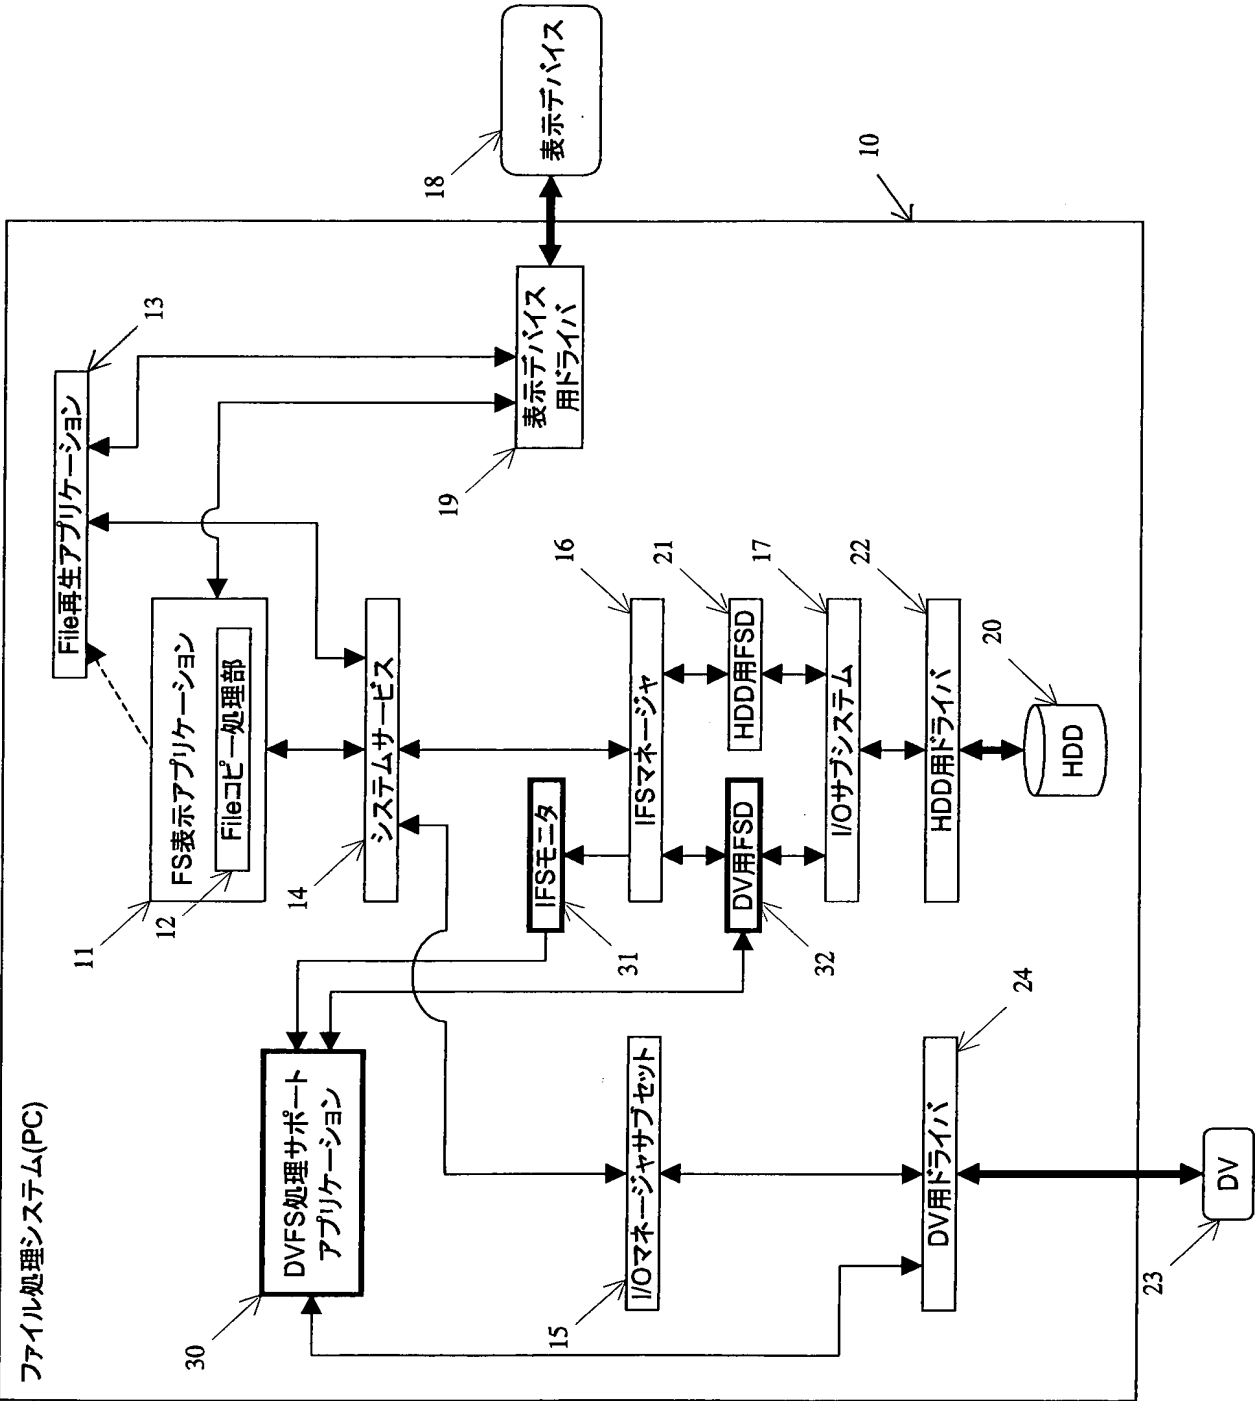 ファイル処理システム(PC)
File再生アプリケーション
13
FS表示アプリケーション
Fileコピー処理部
11
12
DVFS処理サポート
アプリケーション
30
システムサービス
14
表示デバイス
用ドライバ
19
表示デバイス
18
10
IFSモニタ
31
IFSマネージャ
16
I/Oマネージャサブセット
15
DV用FSD
32
HDD用FSD
21
I/Oサブシステム
17
DV用ドライバ
24
HDD用ドライバ
22
HDD
20
DV
23